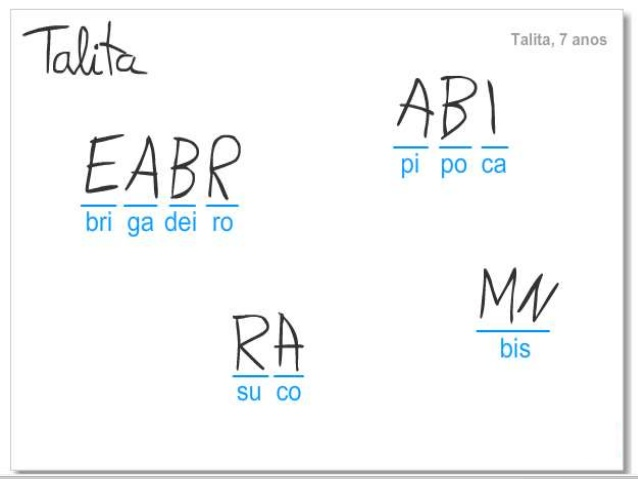 Talita
Talita, 7 anos
ABI
pi po ca
EABR
bri ga dei ro
MN
bis
RA
su co